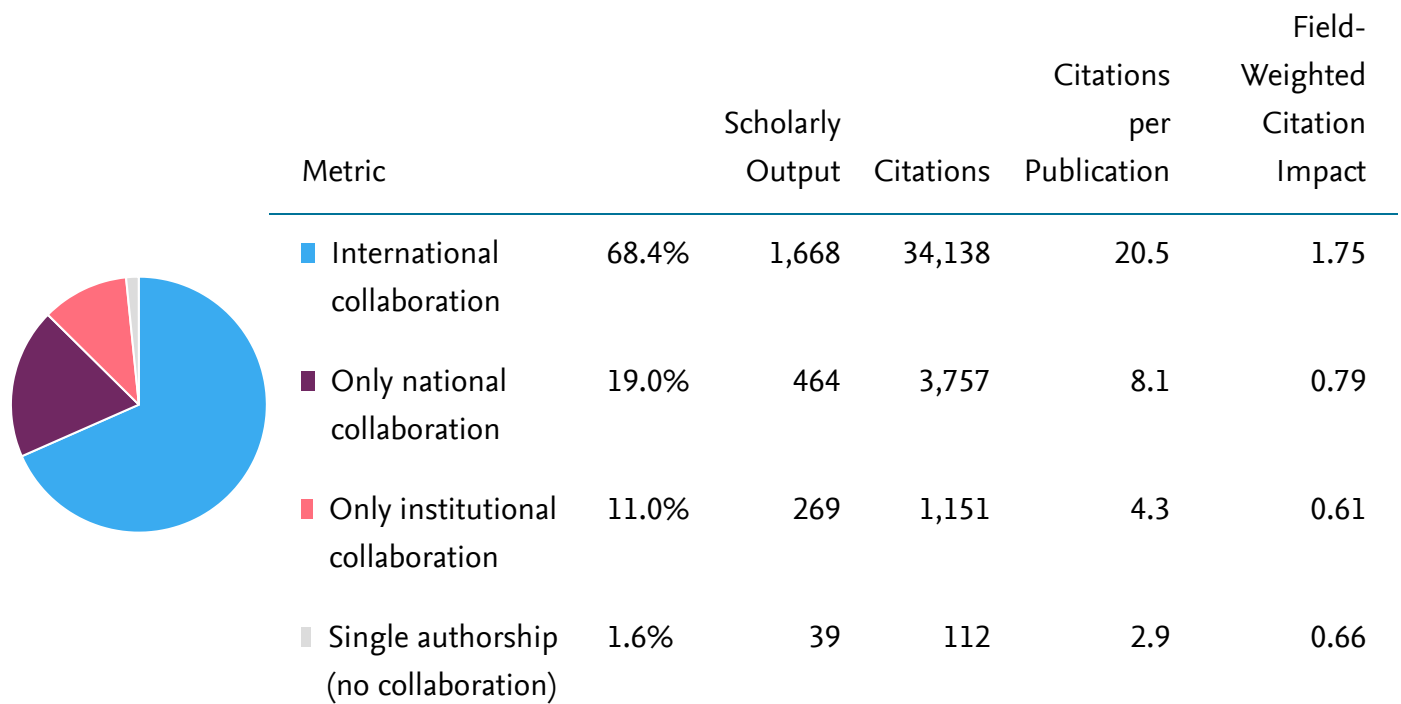 Field-
Citations Weighted
Scholarly per Citation
Metric Output Citations Publication Impact
International 68.4% 1,668 34,138 20.5 1.75
collaboration
Only national 19.0% 464 3,757 8.1 0.79
collaboration
Only institutional 11.0% 269 1,151 4.3 0.61
collaboration
Single authorship 1.6% 39 112 2.9 0.66
(no collaboration)